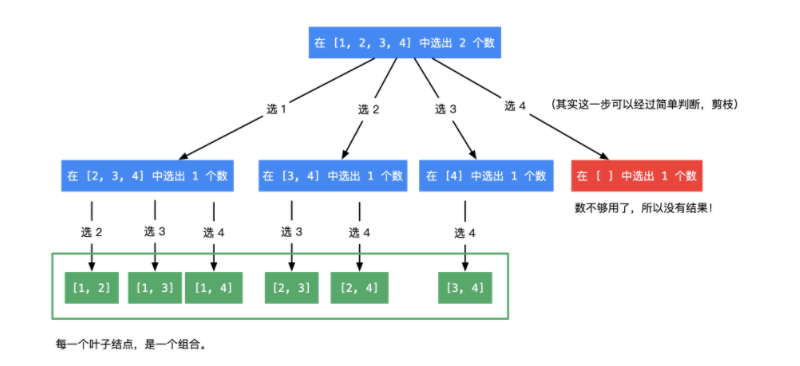 在 [1, 2, 3, 4] 中选出 2 个数
选 1
选 2
选 3
选 4
（其实这一步可以经过简单判断，剪枝）
在 [2, 3, 4] 中选出 1 个数
在 [3, 4] 中选出 1 个数
在 [4] 中选出 1 个数
在 [ ] 中选出 1 个数
数不够用了，所以没有结果！
选 2
选 3
选 4
选 3
选 4
选 4
[1, 2]
[1, 3]
[1, 4]
[2, 3]
[2, 4]
[3, 4]
每一个叶子结点，是一个组合。